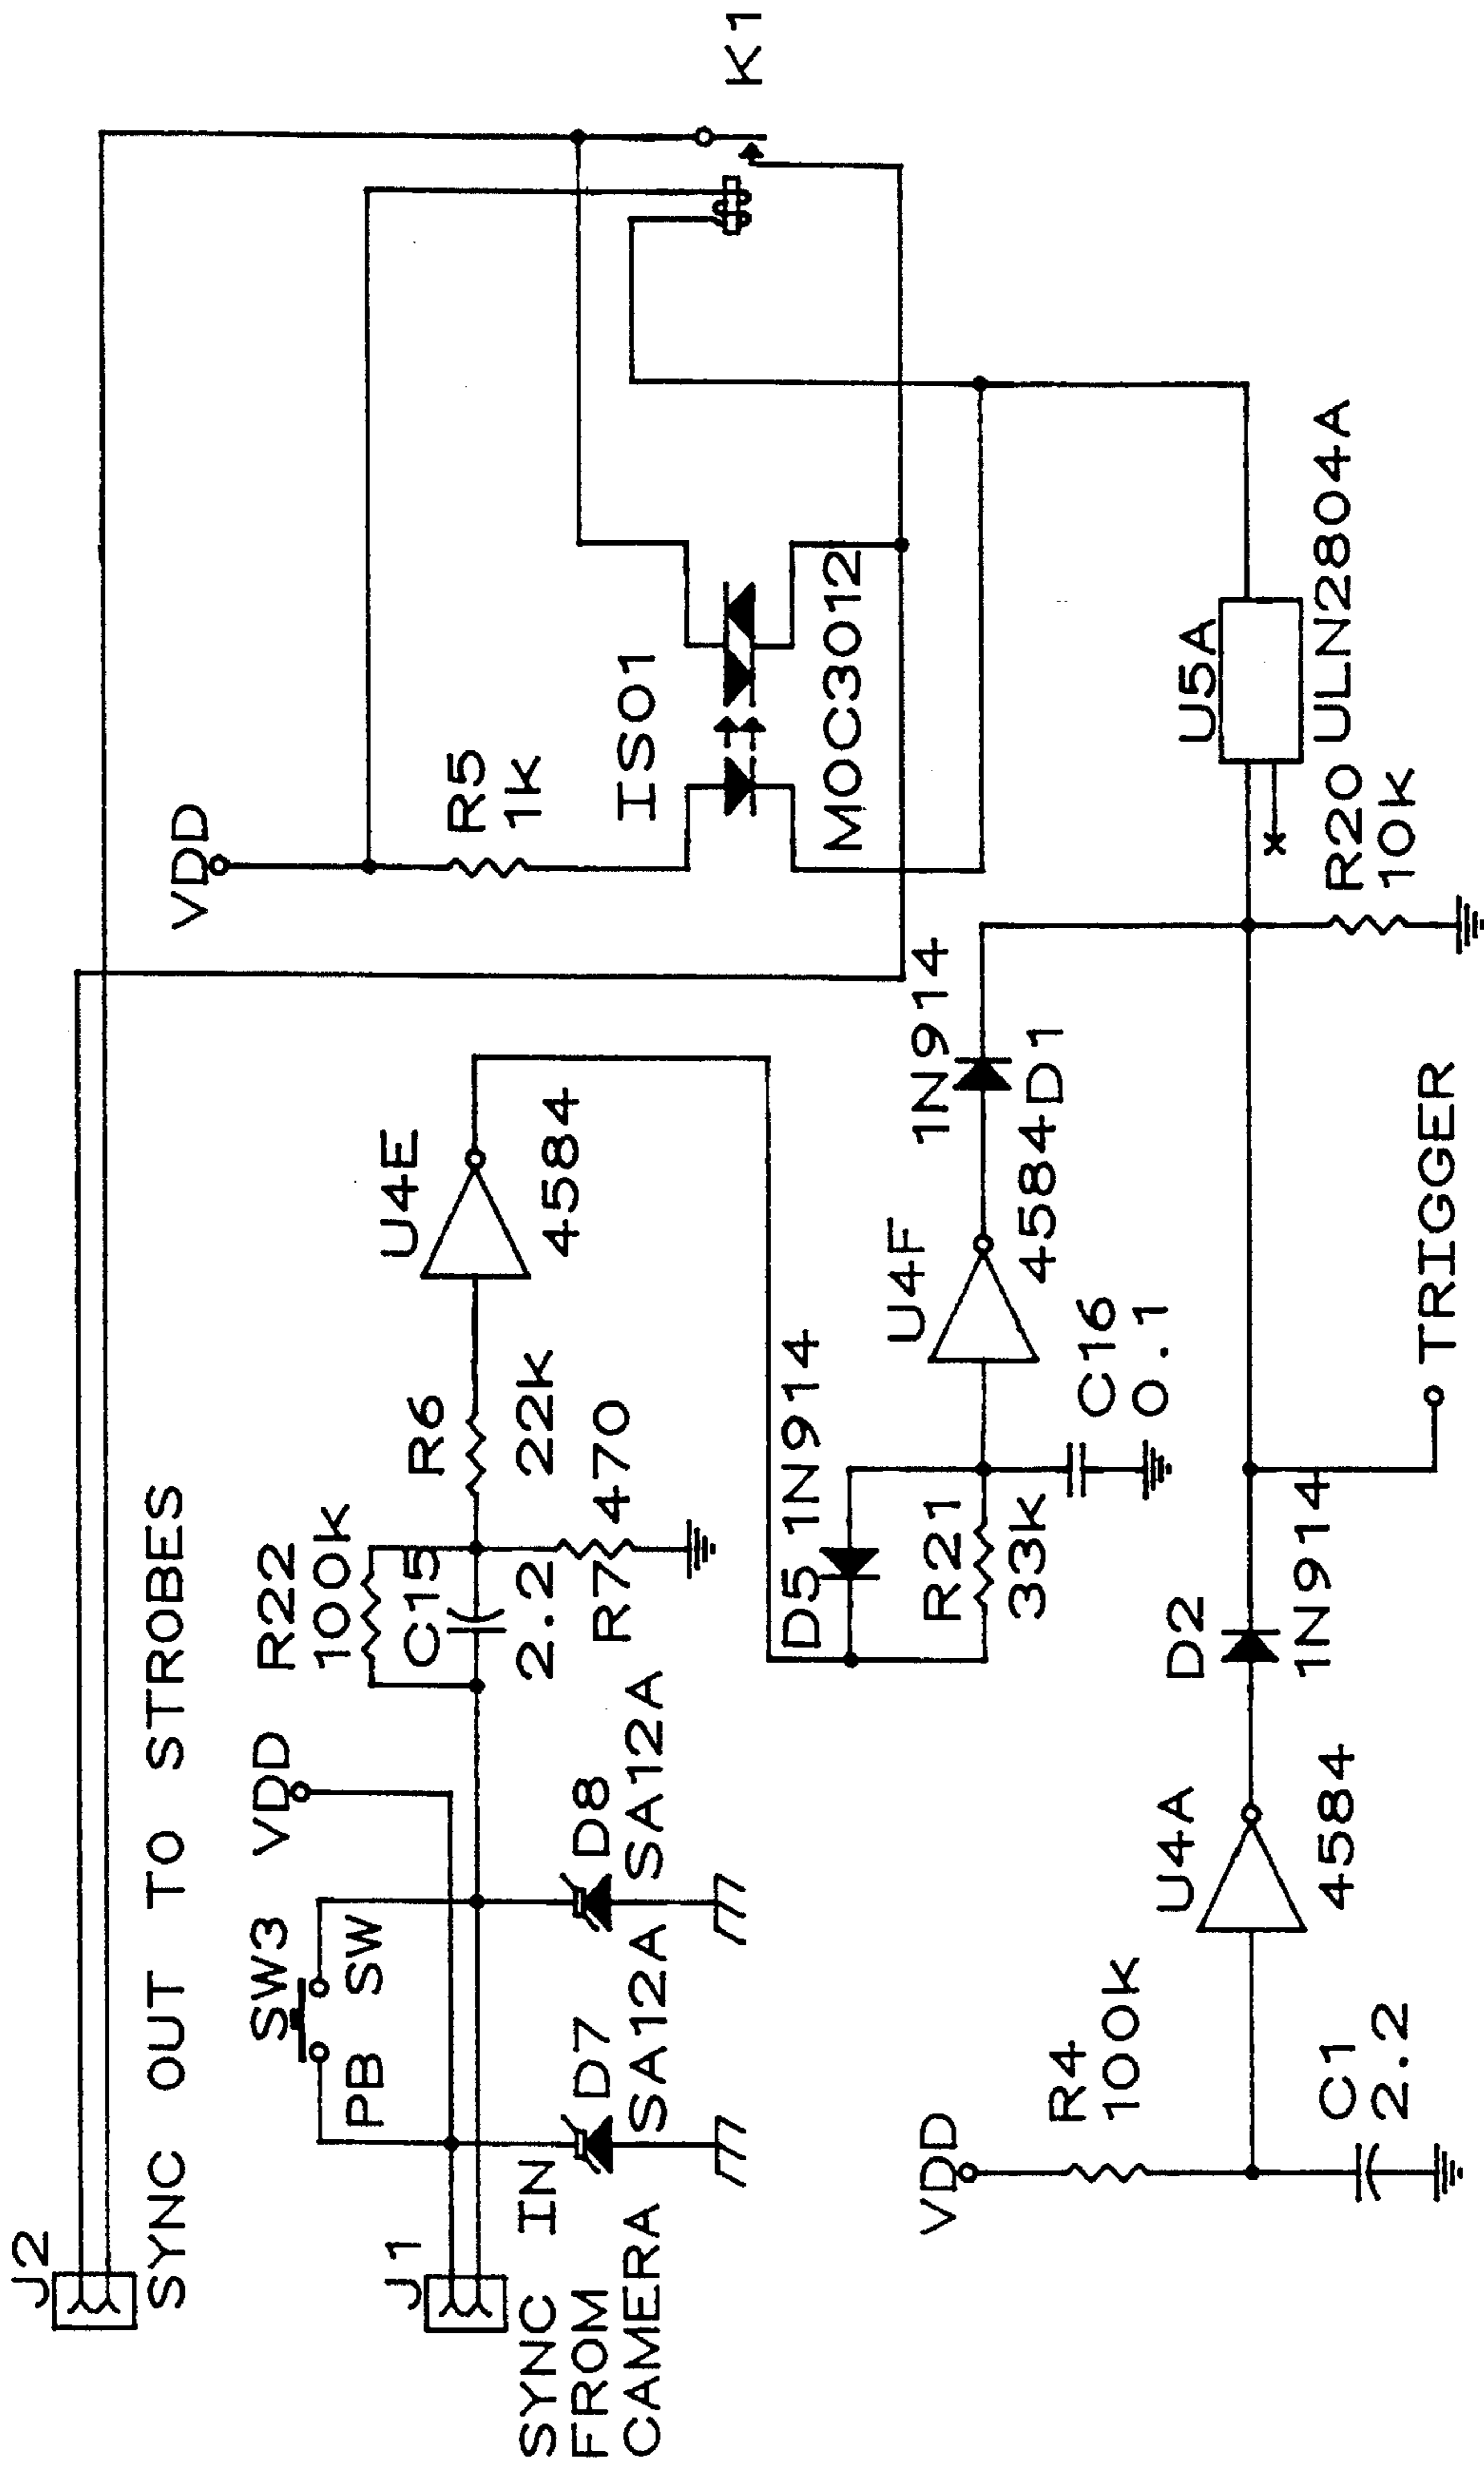 J2
SYNC OUT TO STROBES
J1
SYNC IN
FROM
CAMERA
SW3
PB SW
VDD
D7
SA12A
D8
SA12A
R22
100k
C15
2.2
R7 470
R6
22k
U4E
4584
VDD
R5
1k
ISO1
MOC3012
K1
D5 1N914
R21
33k
U4F
4584
C16
0.1
1N914
D1
VDD
R4
100k
C1
2.2
U4A
4584
D2
1N914
TRIGGER
R20
10k
U5A
ULN2804A